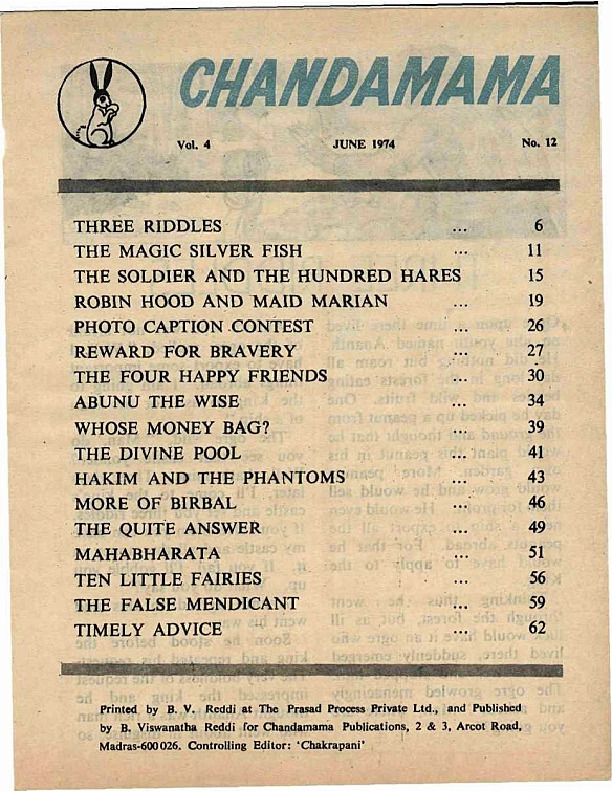 CHANDAMAMA
Vol. 4 JUNE 1974 No. 12
THREE RIDDLES ... 6
THE MAGIC SILVER FISH ... 11
THE SOLDIER AND THE HUNDRED HARES 15
ROBIN HOOD AND MAID MARIAN ... 19
PHOTO CAPTION CONTEST ... 26
REWARD FOR BRAVERY ... 27
THE FOUR HAPPY FRIENDS ... 30
ABUNU THE WISE ... 34
WHOSE MONEY BAG? ... 39
THE DIVINE POOL ... 41
HAKIM AND THE PHANTOMS ... 43
MORE OF BIRBAL ... 46
THE QUITE ANSWER ... 49
MAHABHARATA ... 51
TEN LITTLE FAIRIES ... 56
THE FALSE MENDICANT ... 59
TIMELY ADVICE ... 62
Printed by B. V. Reddi at The Prasad Process Private Ltd., and Published
by B. Viswanatha Reddi for Chandamama Publications, 2 & 3, Arcot Road,
Madras-600026. Controlling Editor: 'Chakrapani'